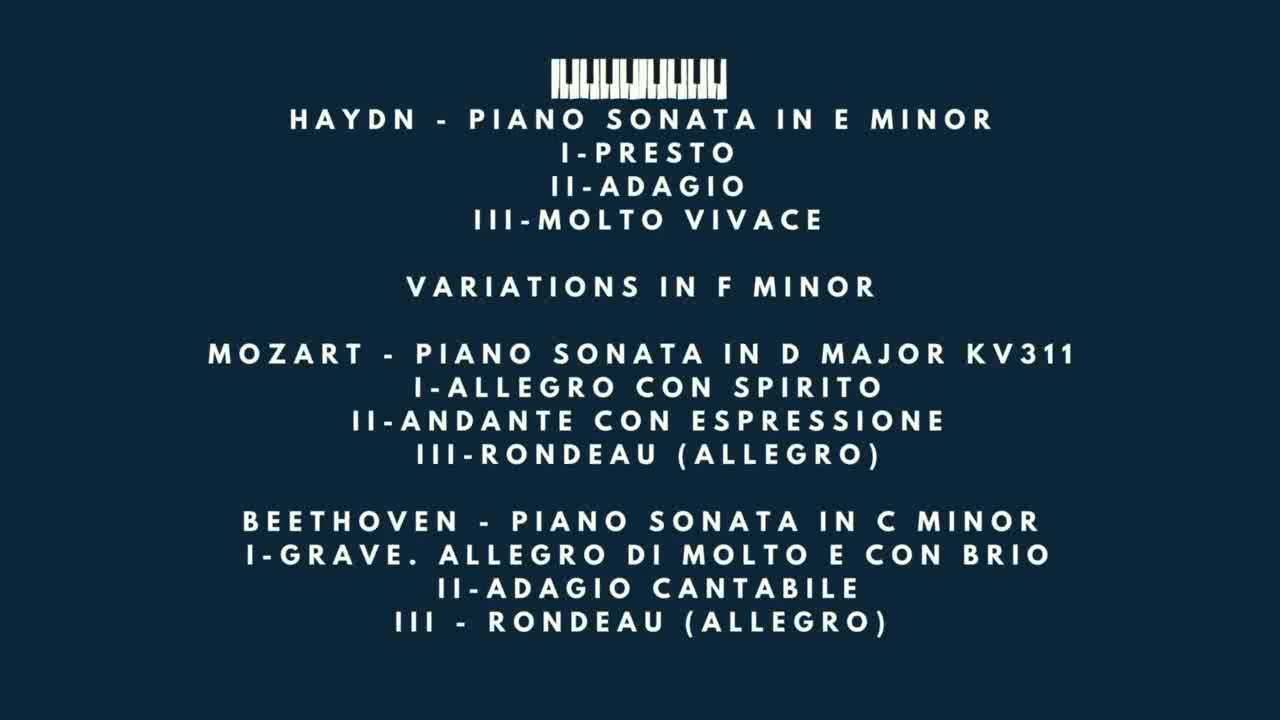 HAYDN - PIANO SONATA IN E MINOR
I-PRESTO
II-ADAGIO
III-MOLTO VIVACE
VARIATIONS IN F MINOR
MOZART - PIANO SONATA IN D MAJOR KV311
I-ALLEGRO CON SPIRITO
II-ANDANTE CON ESPRESSIONE
III-RONDEAU (ALLEGRO)
BEETHOVEN - PIANO SONATA IN C MINOR
I-GRAVE. ALLEGRO DI MOLTO E CON BRIO
II-ADAGIO CANTABILE
III - RONDEAU (ALLEGRO)